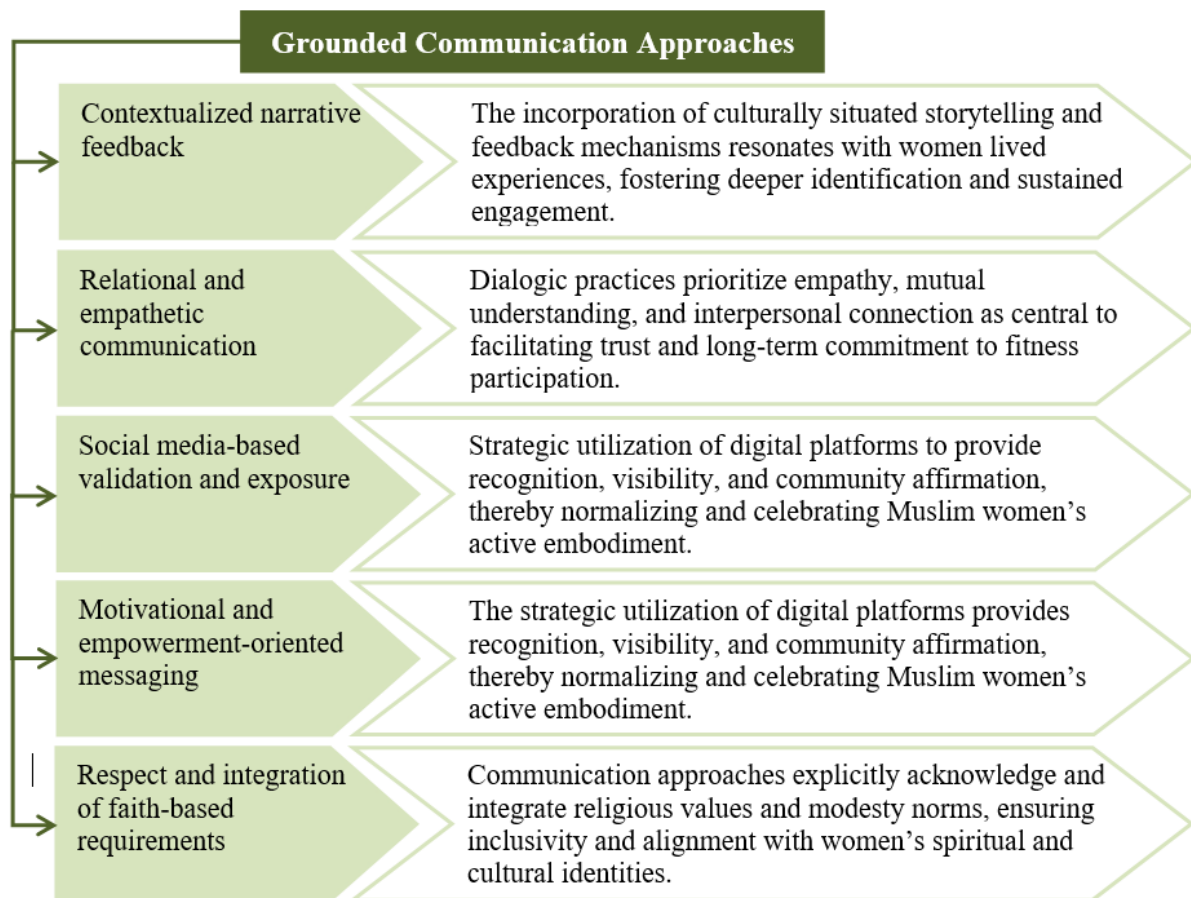 Grounded Communication Approaches
Contextualized narrative
feedback
The incorporation of culturally situated storytelling and
feedback mechanisms resonates with women lived
experiences, fostering deeper identification and sustained
engagement.
Relational and
empathetic
communication
Dialogic practices prioritize empathy, mutual
understanding, and interpersonal connection as central to
facilitating trust and long-term commitment to fitness
participation.
Social media-based
validation and exposure
Strategic utilization of digital platforms to provide
recognition, visibility, and community affirmation,
thereby normalizing and celebrating Muslim women’s
active embodiment.
Motivational and
empowerment-oriented
messaging
The strategic utilization of digital platforms provides
recognition, visibility, and community affirmation,
thereby normalizing and celebrating Muslim women’s
active embodiment.
Respect and integration
of faith-based
requirements
Communication approaches explicitly acknowledge and
integrate religious values and modesty norms, ensuring
inclusivity and alignment with women’s spiritual and
cultural identities.